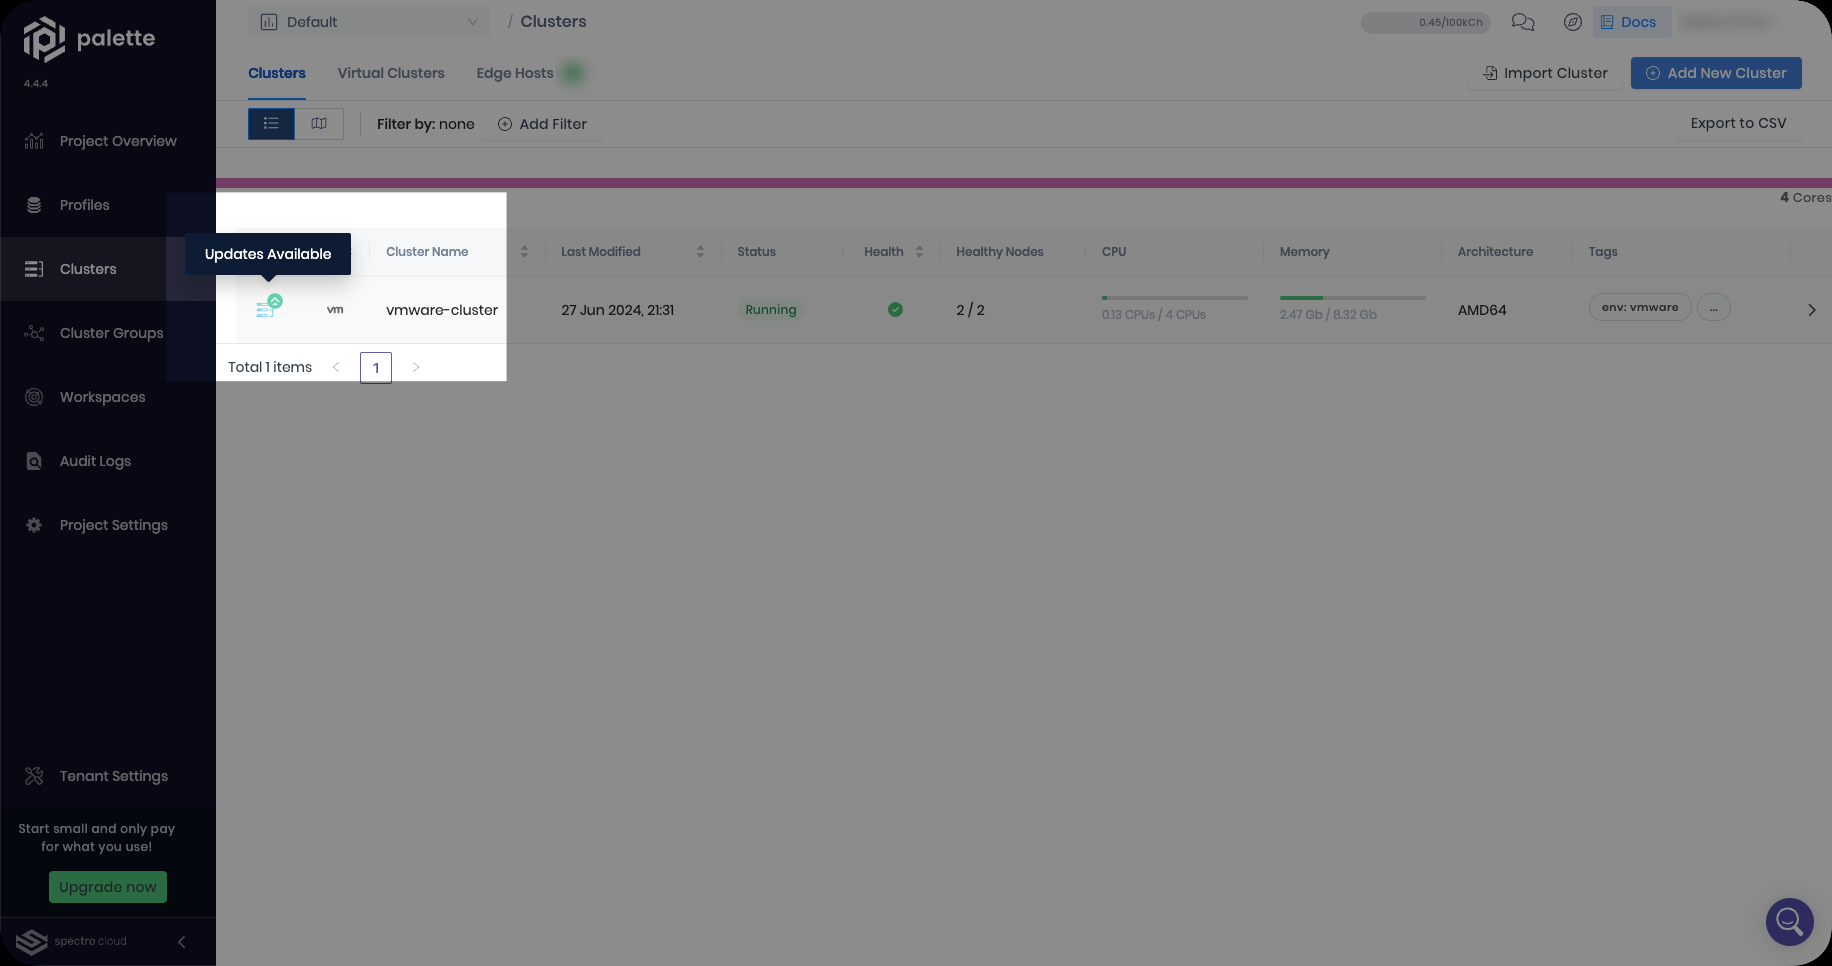 palette
4.4.4
Project Overview
Profiles
Clusters
Cluster Groups
Workspaces
Audit Logs
Project Settings
Tenant Settings
Start small and only pay
for what you use!
Upgrade now
spectro cloud
Default / Clusters
0.45/100kCh
Docs
Clusters Virtual Clusters Edge Hosts
Import Cluster
Add New Cluster
Filter by: none Add Filter
Export to CSV
4 Cores
Updates Available
Cluster Name Last Modified Status Health Healthy Nodes CPU Memory Architecture Tags
vm vmware-cluster 27 Jun 2024, 21:31 Running 2 / 2 0.13 CPUs / 4 CPUs 2.47 Gb / 8.32 Gb AMD64 env: vmware ...
Total 1 items < 1 >